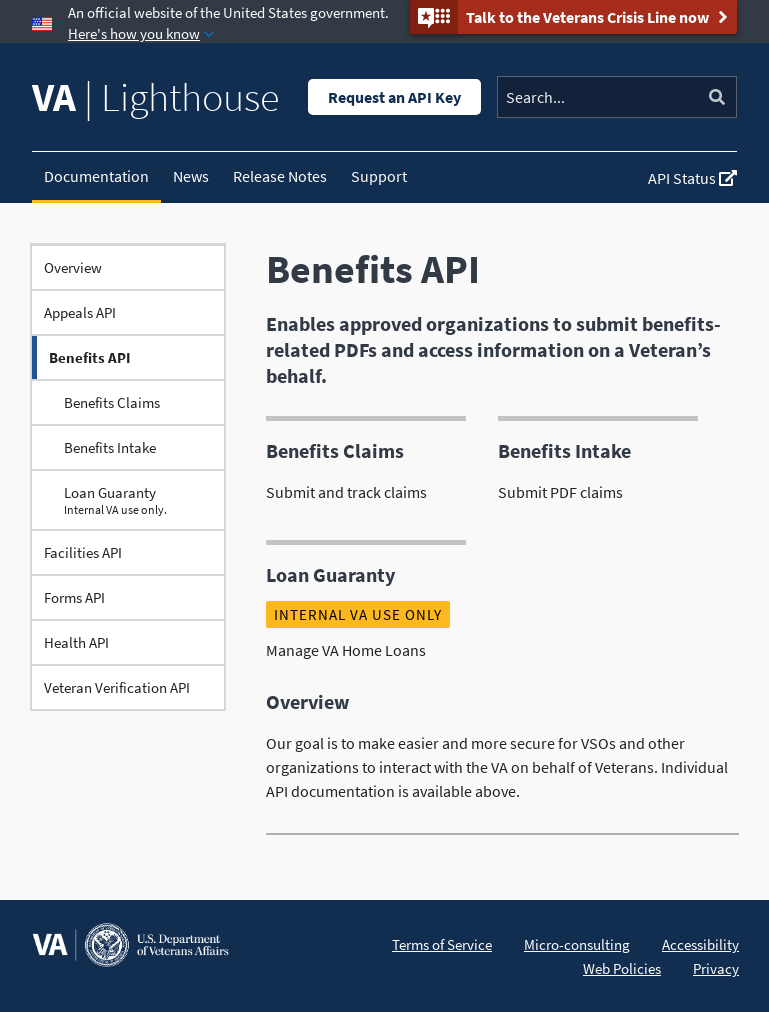 An official website of the United States government.
Here's how you know
Talk to the Veterans Crisis Line now
VA | Lighthouse
Request an API Key
Search...
Documentation
News
Release Notes
Support
API Status
Overview
Appeals API
Benefits API
Benefits Claims
Benefits Intake
Loan Guaranty
Internal VA use only.
Facilities API
Forms API
Health API
Veteran Verification API
Benefits API
Enables approved organizations to submit benefits-
related PDFs and access information on a Veteran’s
behalf.
Benefits Claims
Submit and track claims
Benefits Intake
Submit PDF claims
Loan Guaranty
INTERNAL VA USE ONLY
Manage VA Home Loans
Overview
Our goal is to make easier and more secure for VSOs and other
organizations to interact with the VA on behalf of Veterans. Individual
API documentation is available above.
VA
U.S. Department
of Veterans Affairs
Terms of Service
Micro-consulting
Accessibility
Web Policies
Privacy